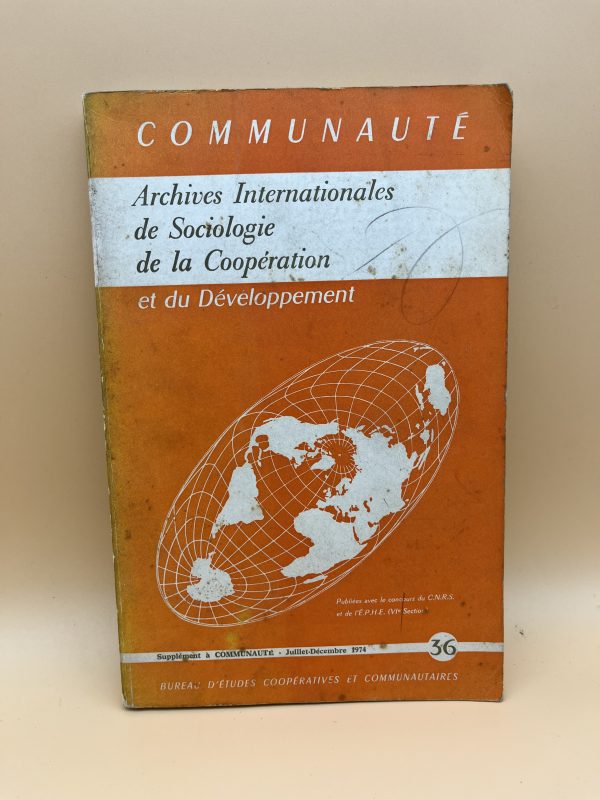 COMMUNAUTÉ
Archives Internationales
de Sociologie
de la Coopération
et du Développement
Publiées avec le concours du C.N.R.S.
et de l'É.P.H.E. (VIe Section
Supplément à COMMUNAUTÉ - Juillet-Décembre 1974
36
BUREAU D'ÉTUDES COOPÉRATIVES ET COMMUNAUTAIRES